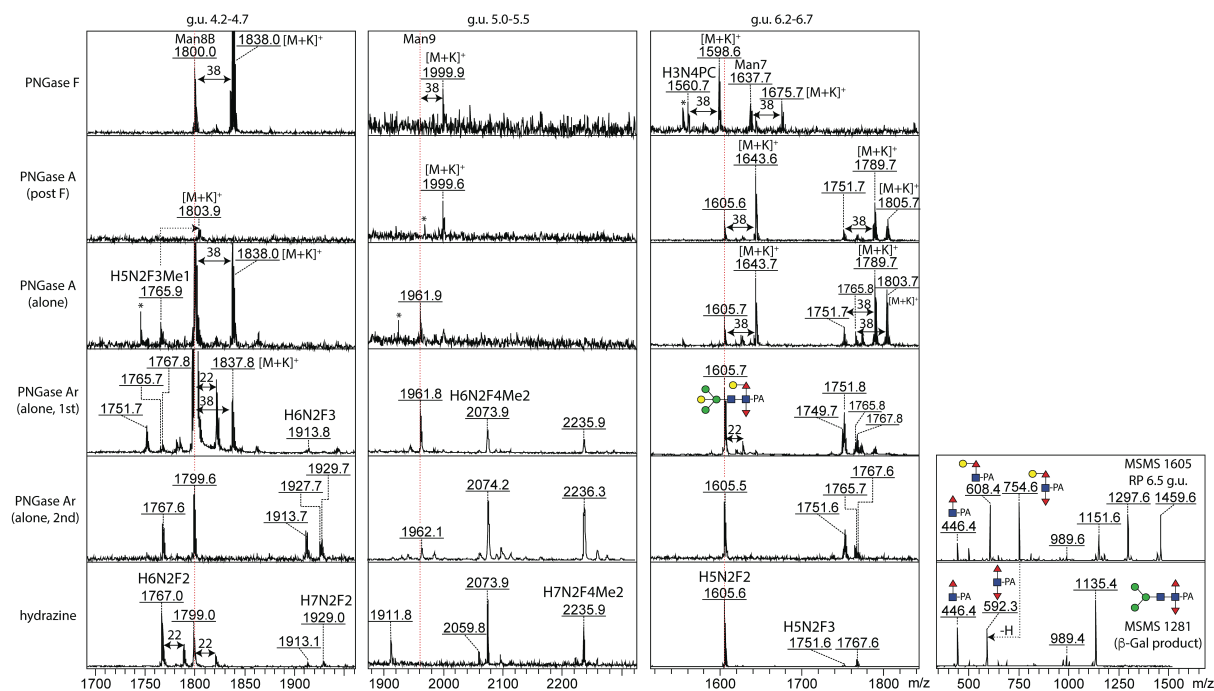 g.u. 4.2-4.7
g.u. 5.0-5.5
g.u. 6.2-6.7
PNGase F
Man8B
1800.0
1838.0 [M+K]+
38
Man9
[M+K]+
1999.9
38
[M+K]+
1598.6
H3N4PC
1560.7
Man7
1637.7
1675.7 [M+K]+
*
38
38
PNGase A
(post F)
[M+K]+
1803.9
[M+K]+
1999.6
*
[M+K]+
1643.6
1605.6
38
[M+K]+
1789.7
1751.7
[M+K]+
1805.7
38
PNGase A
(alone)
38
1838.0 [M+K]+
H5N2F3Me1
1765.9
*
1961.9
*
[M+K]+
1643.7
1605.7
38
[M+K]+
1789.7
1765.8
1803.7
[M+K]+
1751.7
38
38
PNGase Ar
(alone, 1st)
1767.8
1765.7
1751.7
22
38
1837.8 [M+K]+
H6N2F3
1913.8
1961.8
H6N2F4Me2
2073.9
2235.9
1605.7
-PA
22
1751.8
1749.7
1765.8
1767.8
PNGase Ar
(alone, 2nd)
1799.6
1767.6
1929.7
1927.7
1913.7
1962.1
2074.2
2236.3
1605.5
1767.6
1765.7
1751.6
MSMS 1605
RP 6.5 g.u.
-PA
446.4
-PA
608.4
754.6
-PA
989.6
1151.6
1297.6
1459.6
hydrazine
H6N2F2
1767.0
1799.0
22
22
H7N2F2
1929.0
1913.1
1911.8
2059.8
2073.9
H7N2F4Me2
2235.9
H5N2F2
1605.6
H5N2F3
1751.6
1767.6
-PA
446.4
-PA
592.3
-H
989.4
1135.4
-PA
MSMS 1281
(β-Gal product)
1700 1800 1900 m/z
1900 2000 2100 2200 m/z
1600 1700 1800 m/z
500 750 1000 1250 1500 m/z